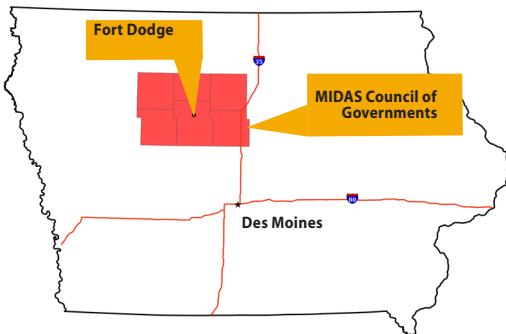 Fort Dodge
35
MIDAS Council of
Governments
80
Des Moines